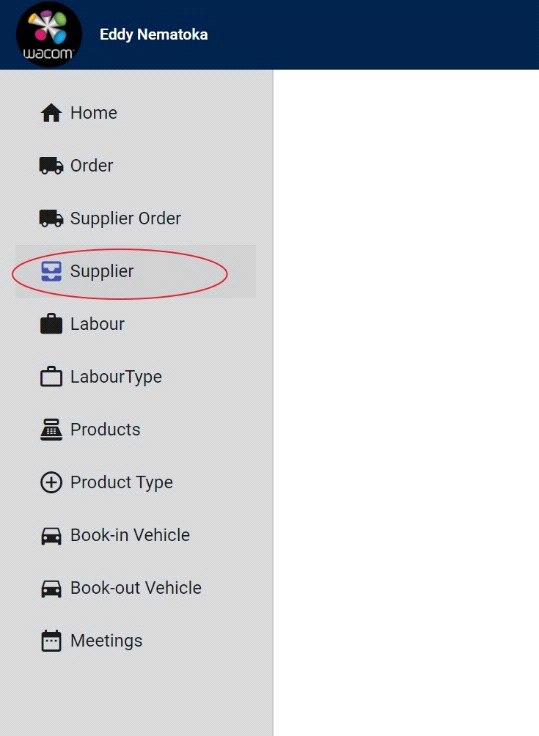 wacom
Eddy Nematoka
Home
Order
Supplier Order
Supplier
Labour
LabourType
Products
Product Type
Book-in Vehicle
Book-out Vehicle
Meetings